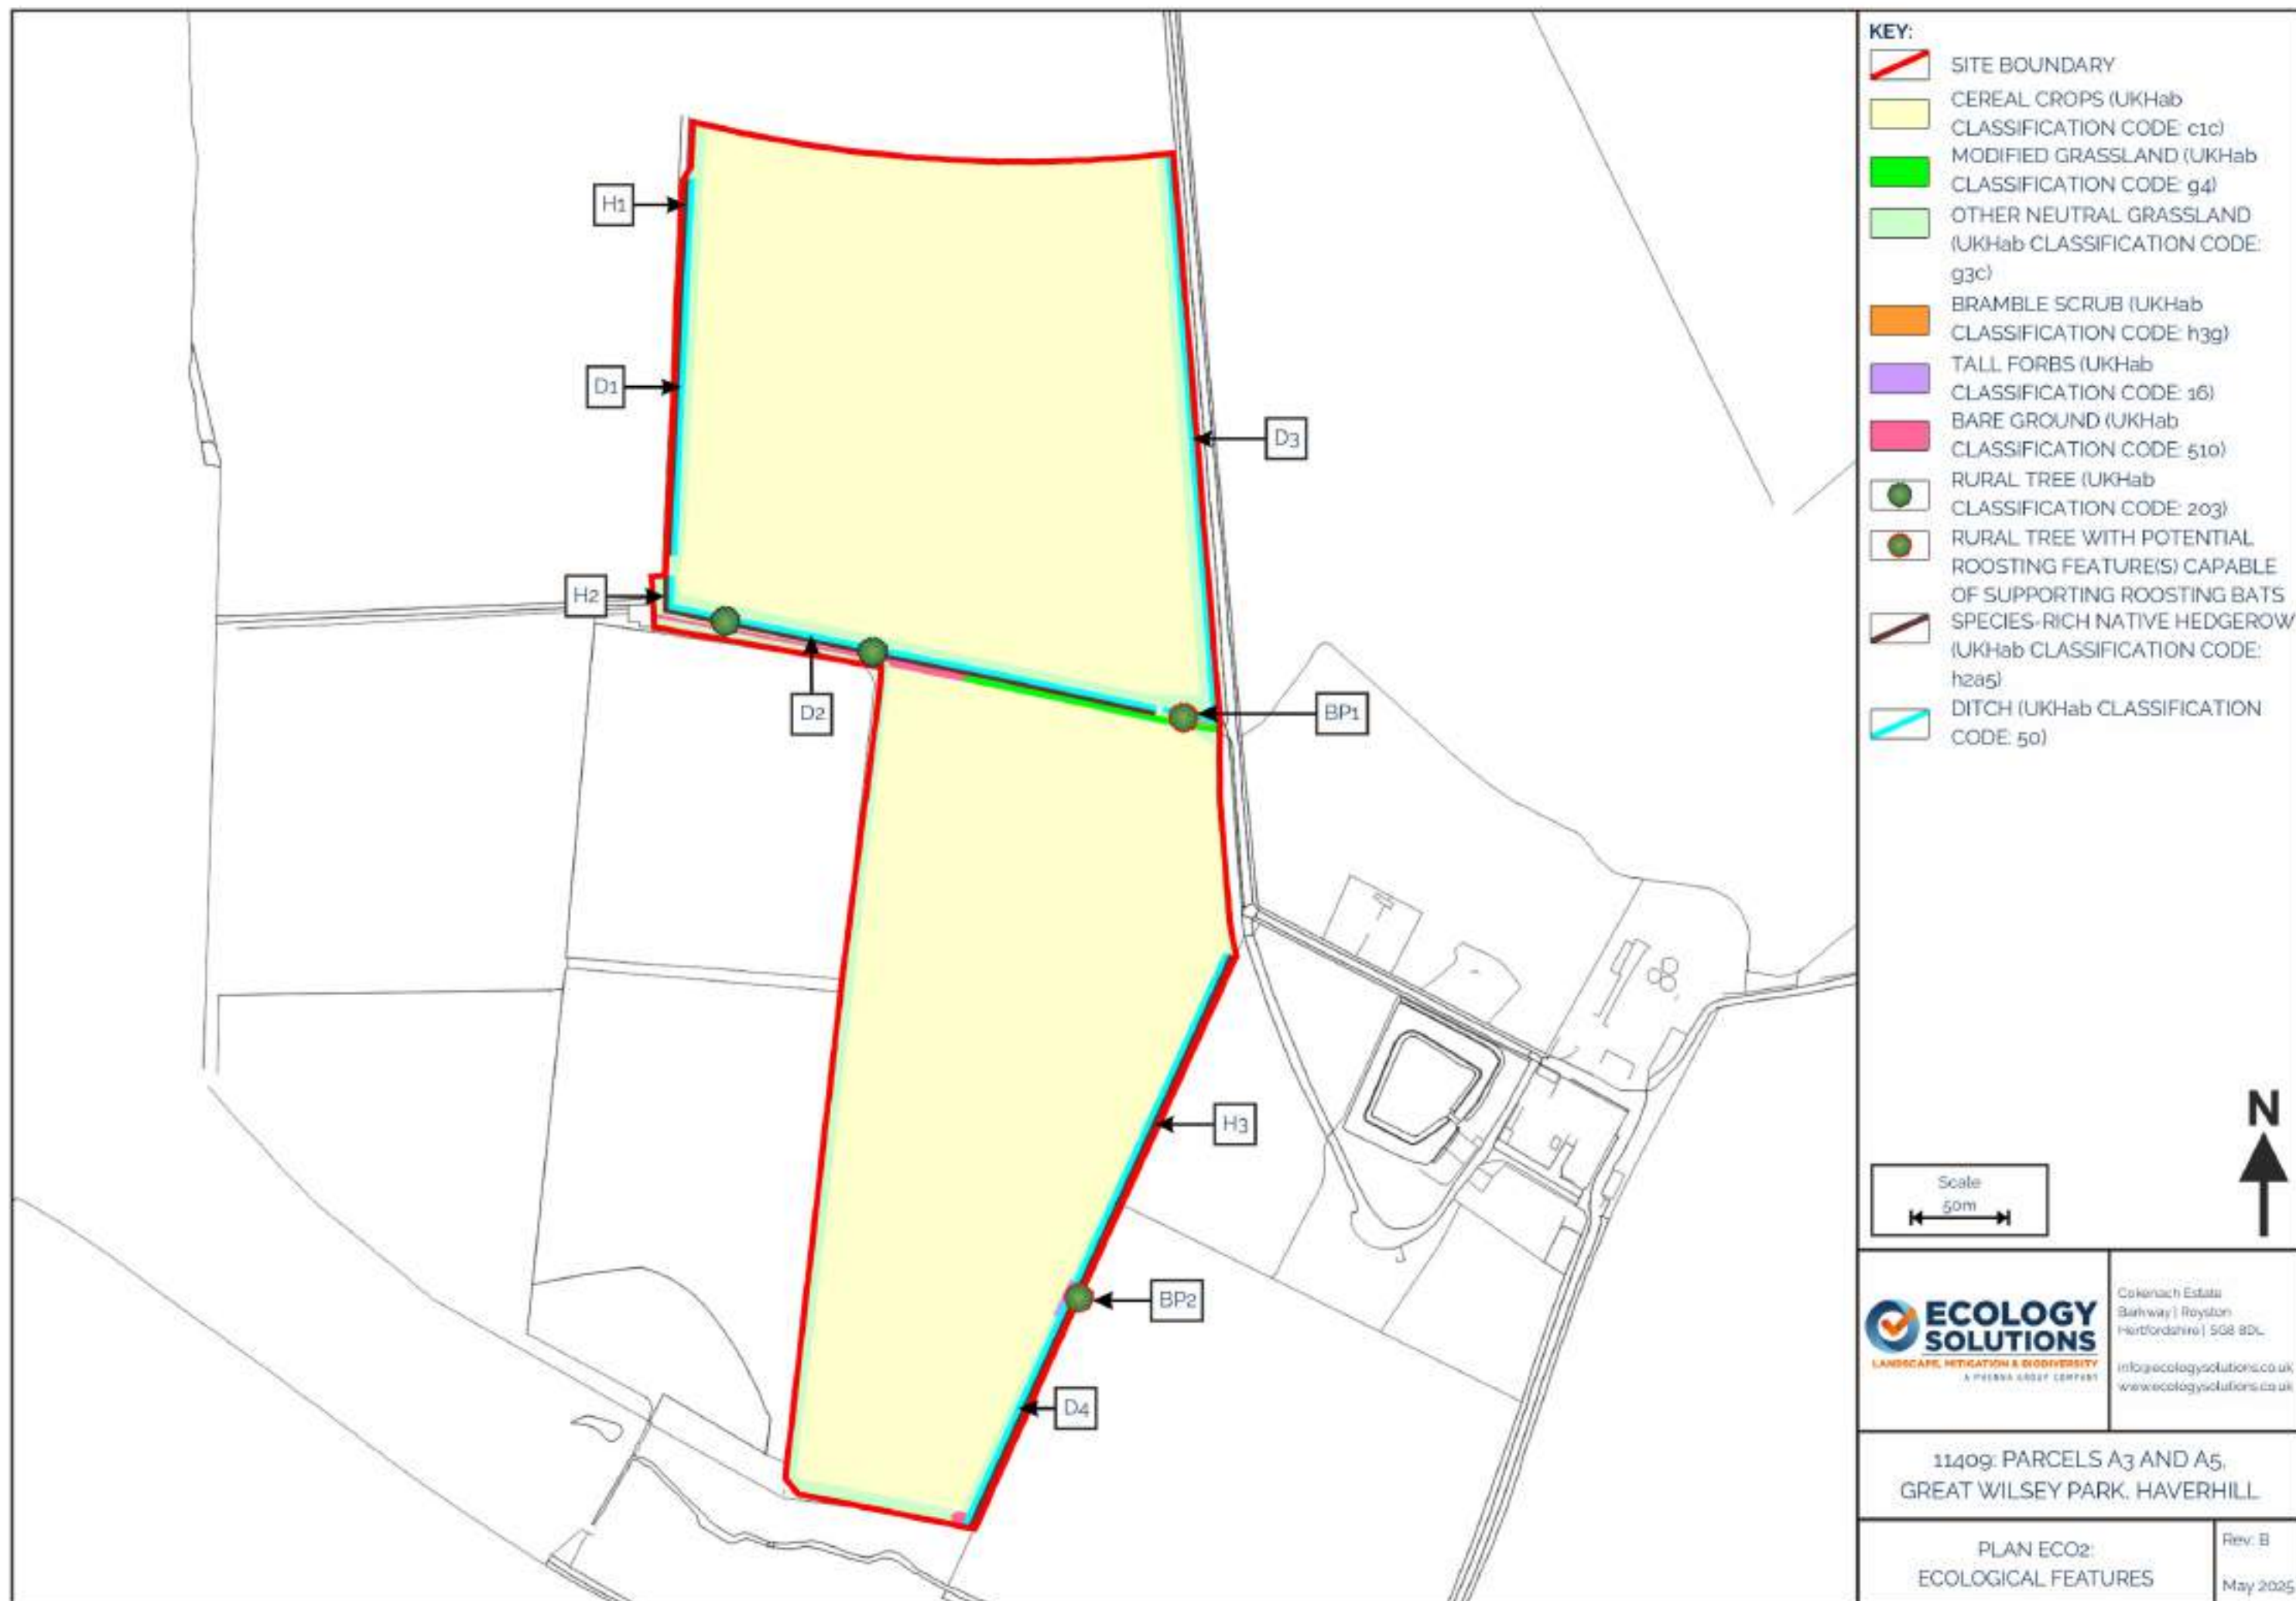 H1
D1
H2
D2
D3
BP1
H3
BP2
D4
KEY:
SITE BOUNDARY
CEREAL CROPS (UKHab
CLASSIFICATION CODE: c1c)
MODIFIED GRASSLAND (UKHab
CLASSIFICATION CODE: g4)
OTHER NEUTRAL GRASSLAND
(UKHab CLASSIFICATION CODE:
g3c)
BRAMBLE SCRUB (UKHab
CLASSIFICATION CODE: h3g)
TALL FORBS (UKHab
CLASSIFICATION CODE: 16)
BARE GROUND (UKHab
CLASSIFICATION CODE: 510)
RURAL TREE (UKHab
CLASSIFICATION CODE: 203)
RURAL TREE WITH POTENTIAL
ROOSTING FEATURE(S) CAPABLE
OF SUPPORTING ROOSTING BATS
SPECIES-RICH NATIVE HEDGEROW
(UKHab CLASSIFICATION CODE:
h2a5)
DITCH (UKHab CLASSIFICATION
CODE: 50)
N
Scale
50m
ECOLOGY
SOLUTIONS
LANDSCAPE, MITIGATION & BIODIVERSITY
A PHENNA GROUP COMPANY
Cokenach Estate
Barkway | Royston
Hertfordshire | SG8 8DL
info@ecologysolutions.co.uk
www.ecologysolutions.co.uk
11409: PARCELS A3 AND A5,
GREAT WILSEY PARK, HAVERHILL
PLAN ECO2:
ECOLOGICAL FEATURES
Rev: B
May 2025